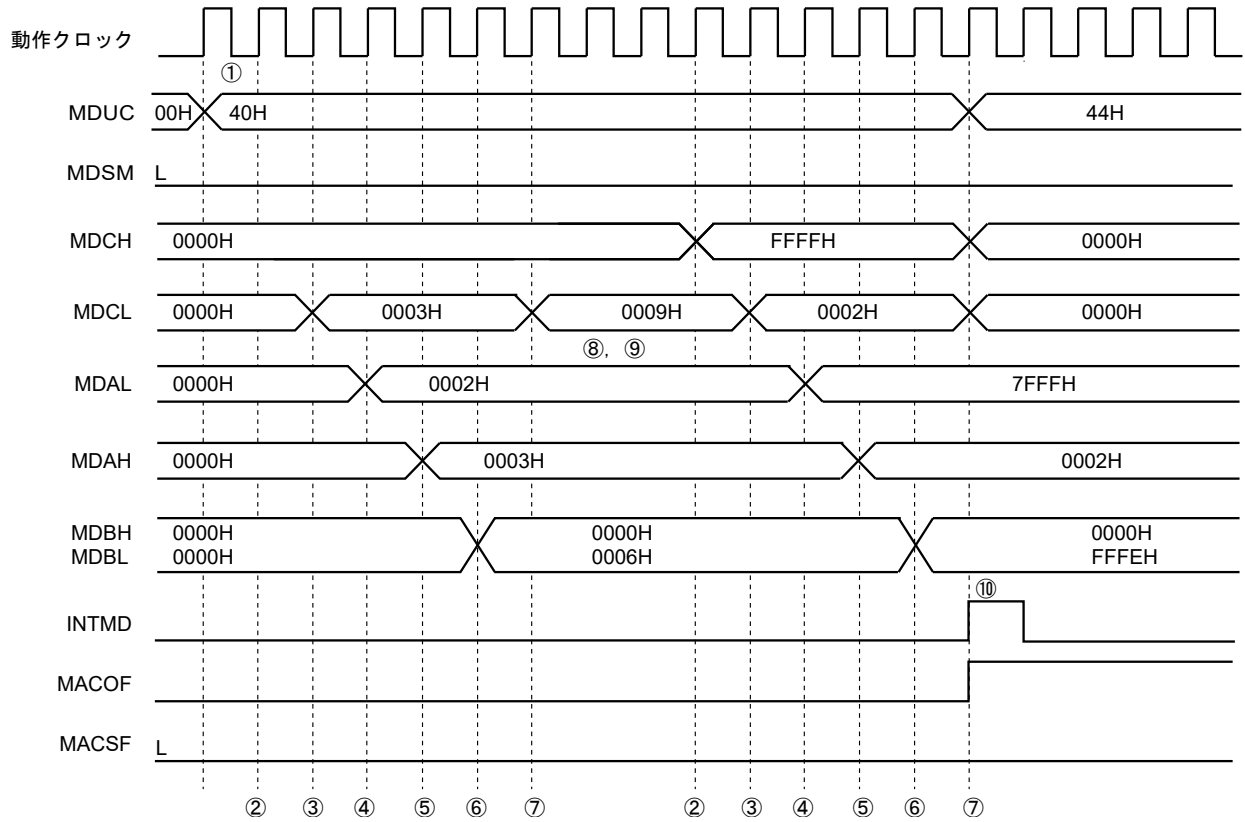 動作クロック
①
MDUC 00H 40H 44H
MDSM L
MDCH 0000H FFFFH 0000H
MDCL 0000H 0003H 0009H 0002H 0000H
⑧, ⑨
MDAL 0000H 0002H 7FFFH
MDAH 0000H 0003H 0002H
MDBH 0000H 0000H 0000H
MDBL 0000H 0006H FFFEH
⑩
INTMD
MACOF
MACSF L
② ③ ④ ⑤ ⑥ ⑦ ② ③ ④ ⑤ ⑥ ⑦